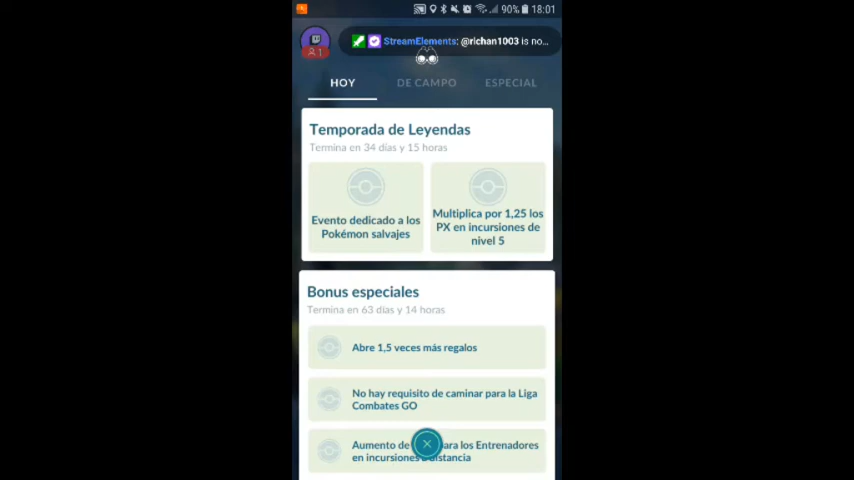 90% 18:01
1
StreamElements: @richan1003 is no...
HOY DE CAMPO ESPECIAL
Temporada de Leyendas
Termina en 34 días y 15 horas
Evento dedicado a los
Pokémon salvajes
Multiplica por 1,25 los
PX en incursiones de
nivel 5
Bonus especiales
Termina en 63 días y 14 horas
Abre 1,5 veces más regalos
No hay requisito de caminar para la Liga
Combates GO
Aumento de para los Entrenadores
en incursiones distancia